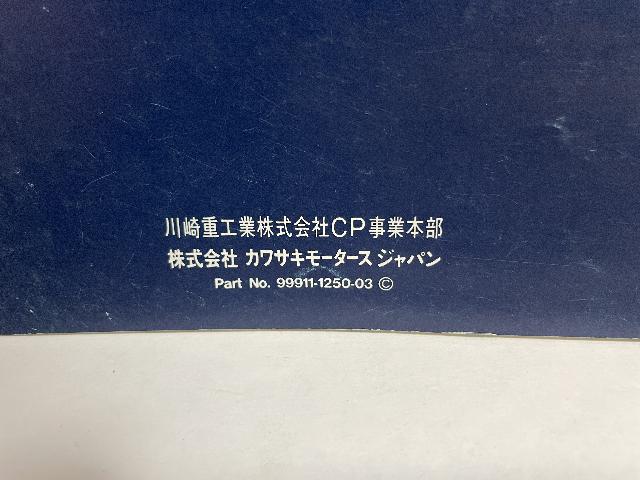 川崎重工業株式会社CP事業本部
株式会社 カワサキモータース ジャパン
Part No. 99911-1250-03 ©